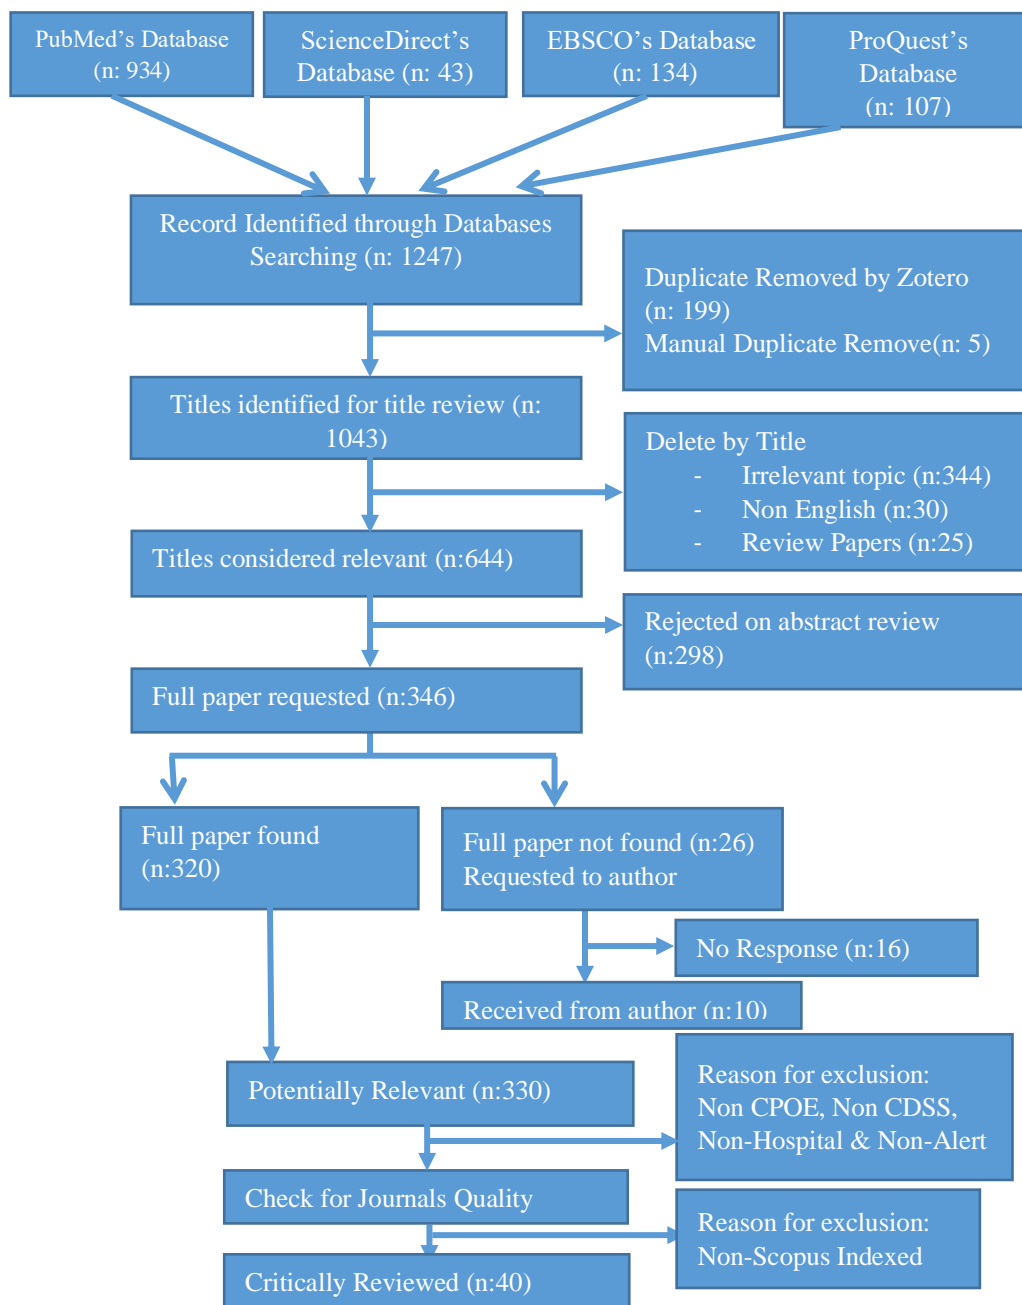 PubMed's Database
(n: 934)
ScienceDirect's
Database (n: 43)
EBSCO's Database
(n: 134)
ProQuest's
Database
(n: 107)
Record Identified through Databases
Searching (n: 1247)
Duplicate Removed by Zotero
(n: 199)
Manual Duplicate Remove(n: 5)
Titles identified for title review (n:
1043)
Delete by Title
- Irrelevant topic (n:344)
- Non English (n:30)
- Review Papers (n:25)
Titles considered relevant (n:644)
Rejected on abstract review
(n:298)
Full paper requested (n:346)
Full paper found
(n:320)
Full paper not found (n:26)
Requested to author
No Response (n:16)
Received from author (n:10)
Potentially Relevant (n:330)
Reason for exclusion:
Non CPOE, Non CDSS,
Non-Hospital & Non-Alert
Check for Journals Quality
Reason for exclusion:
Non-Scopus Indexed
Critically Reviewed (n:40)